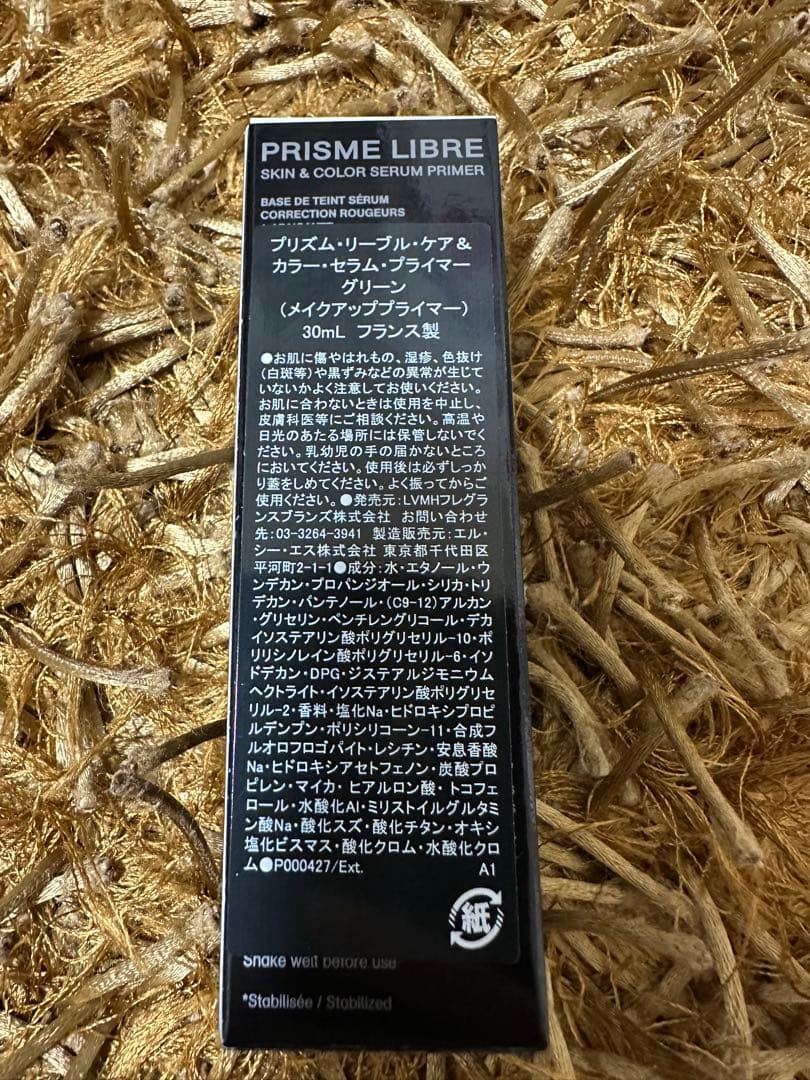 PRISME LIBRE
SKIN & COLOR SERUM PRIMER
BASE DE TEINT SÉRUM
CORRECTION ROUGEURS
プリズム・リーブル・ケア&
カラー・セラム・プライマー
グリーン
(メイクアッププライマー)
30mL フランス製
●お肌に傷やはれもの、湿疹、色抜け
(白斑等)や黒ずみなどの異常が生じて
いないかよく注意してお使いください。
お肌に合わないときは使用を中止し、
皮膚科医等にご相談ください。高温や
日光のあたる場所には保管しないでく
ださい。乳幼児の手の届かないところ
においてください。使用後は必ずしっか
り蓋をしめてください。よく振ってからご
使用ください。●発売元:LVMHフレグラ
ンスブランズ株式会社 お問い合わせ
先:03-3264-3941 製造販売元:エル・
シー・エス株式会社 東京都千代田区
平河町2-1-1●成分:水・エタノール・ウ
ンデカン・プロパンジオール・シリカ・トリ
デカン・パンテノール・(C9-12)アルカン
・グリセリン・ペンチレングリコール・デカ
イソステアリン酸ポリグリセリル-10・ポ
リリシノレイン酸ポリグリセリル-6・イソ
ドデカン・DPG・ジステアルジモニウム
ヘクトライト・イソステアリン酸ポリグリセ
リル-2・香料・塩化Na・ヒドロキシプロピ
ルデンプン・ポリシリコーン-11・合成フ
ルオロフロゴパイト・レシチン・安息香酸
Na・ヒドロキシアセトフェノン・炭酸プロ
ピレン・マイカ・ヒアルロン酸・トコフェ
ロール・水酸化Al・ミリストイルグルタミ
ン酸Na・酸化スズ・酸化チタン・オキシ
塩化ビスマス・酸化クロム・水酸化クロ
ム●P000427/Ext. A1
紙
Shake well before use
*Stabilisée / Stabilized